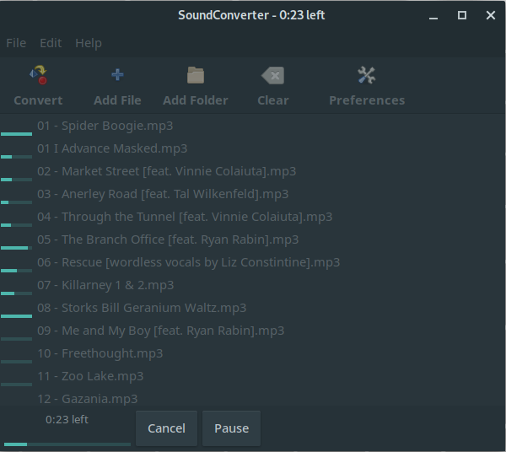 SoundConverter - 0:23 left
File Edit Help
Convert Add File Add Folder Clear Preferences
01 - Spider Boogie.mp3
01 I Advance Masked.mp3
02 - Market Street [feat. Vinnie Colaiuta].mp3
03 - Anerley Road [feat. Tal Wilkenfeld].mp3
04 - Through the Tunnel [feat. Vinnie Colaiuta].mp3
05 - The Branch Office [feat. Ryan Rabin].mp3
06 - Rescue [wordless vocals by Liz Constintine].mp3
07 - Killarney 1 & 2.mp3
08 - Storks Bill Geranium Waltz.mp3
09 - Me and My Boy [feat. Ryan Rabin].mp3
10 - Freethought.mp3
11 - Zoo Lake.mp3
12 - Gazania.mp3
0:23 left
Cancel Pause